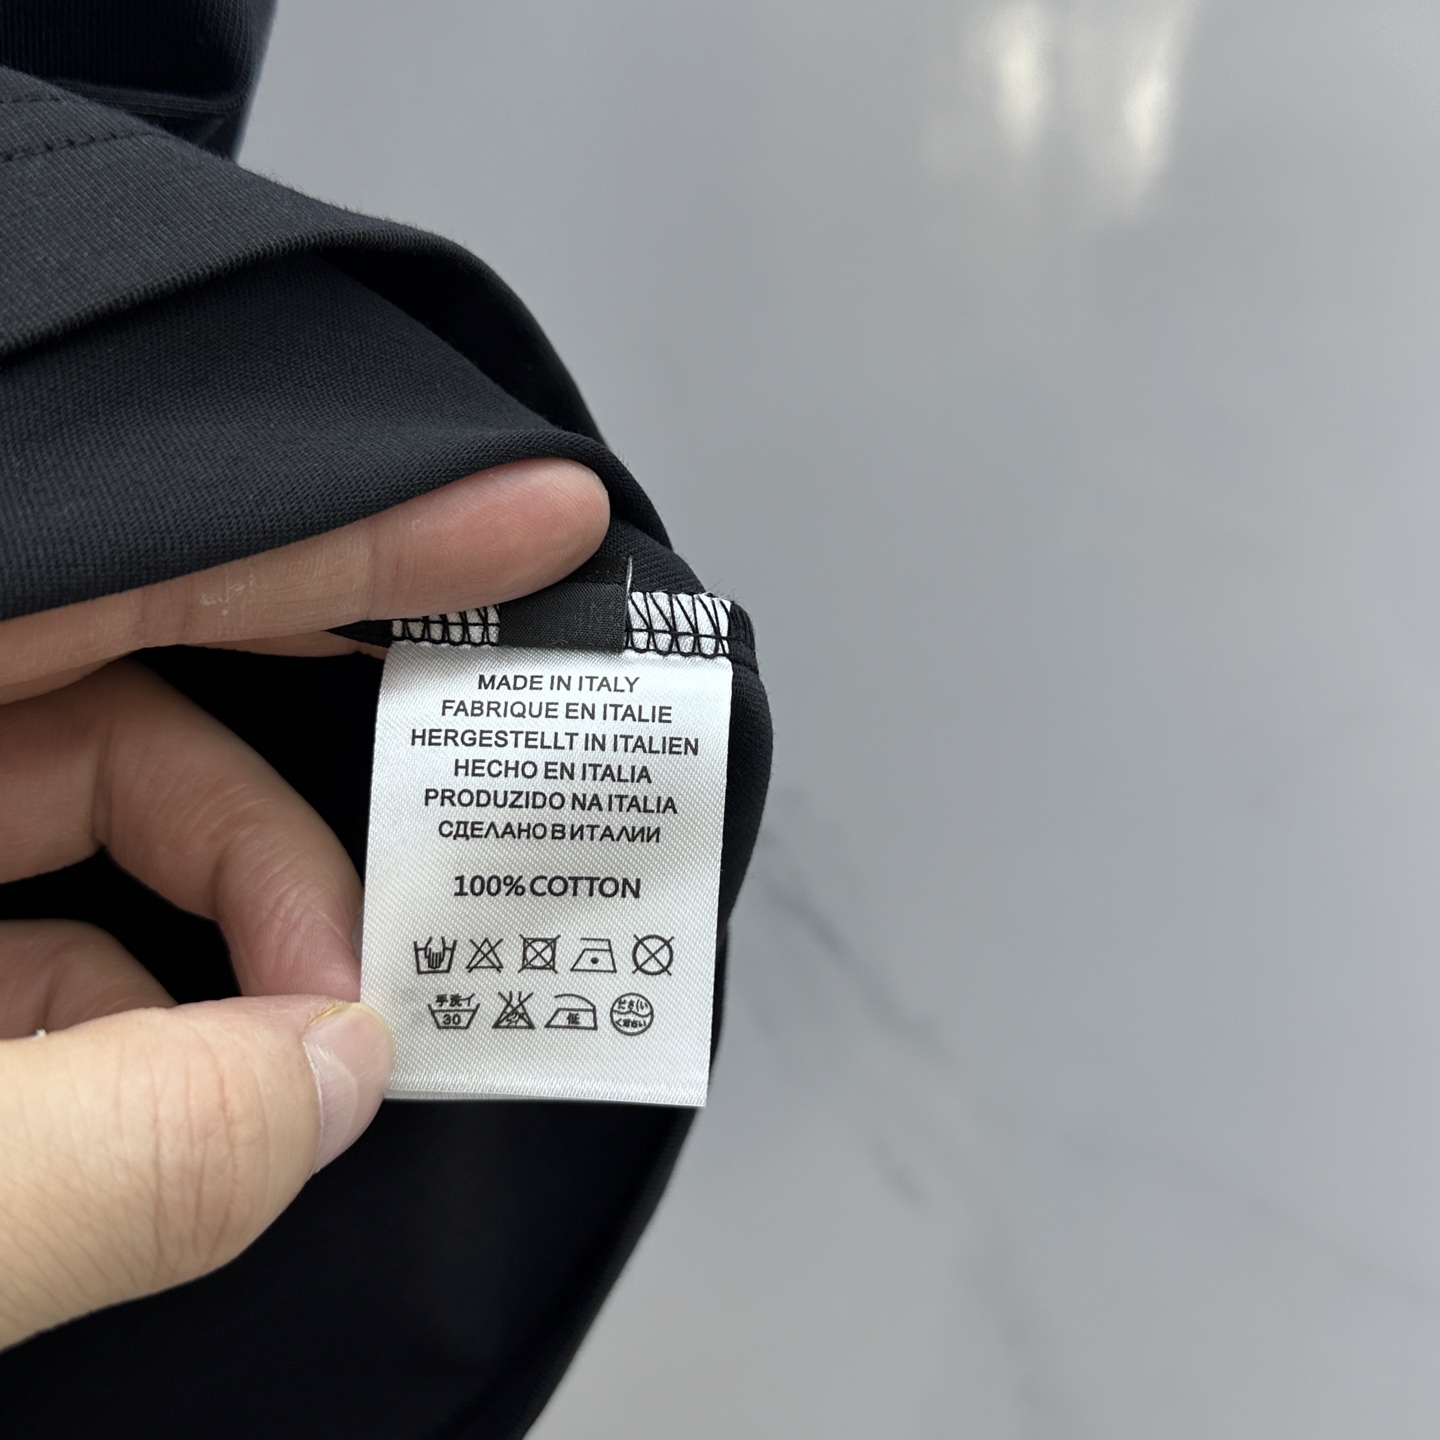 MADE IN ITALY
FABRIQUE EN ITALIE
HERGESTELLT IN ITALIEN
HECHO EN ITALIA
PRODUZIDO NA ITALIA
СДЕЛАНО В ИТАЛИИ
100% COTTON
手洗イ
30
低